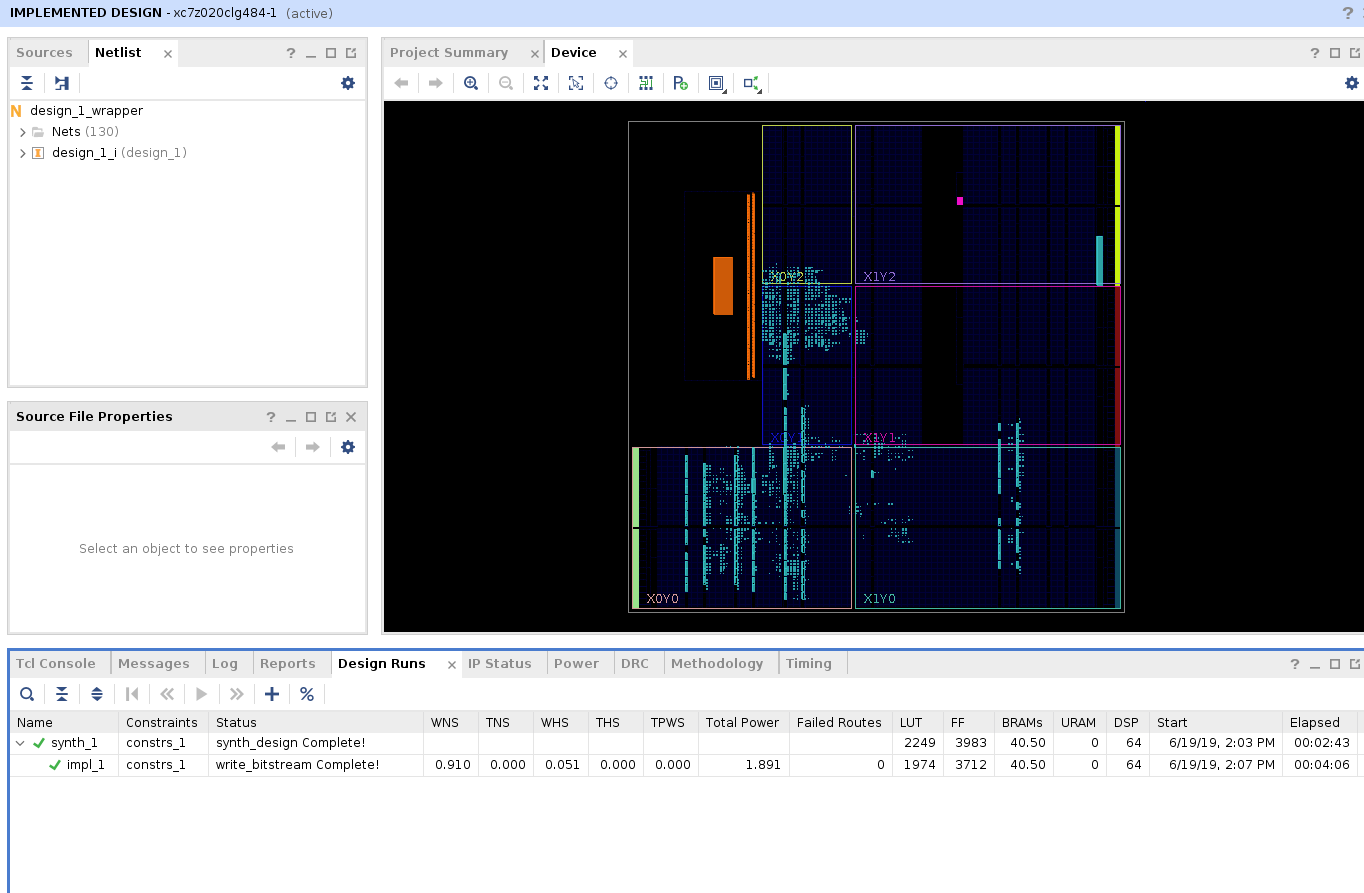 IMPLEMENTED DESIGN - xc7z020clg484-1 (active)
Sources Netlist
design_1_wrapper
Nets (130)
design_1_i (design_1)
Source File Properties
Select an object to see properties
Project Summary Device
X0Y2 X1Y2
X0Y1 X1Y1
X0Y0 X1Y0
Tcl Console Messages Log Reports Design Runs IP Status Power DRC Methodology Timing
Name Constraints Status WNS TNS WHS THS TPWS Total Power Failed Routes LUT FF BRAMs URAM DSP Start Elapsed
synth_1 constrs_1 synth_design Complete! 2249 3983 40.50 0 64 6/19/19, 2:03 PM 00:02:43
impl_1 constrs_1 write_bitstream Complete! 0.910 0.000 0.051 0.000 0.000 1.891 0 1974 3712 40.50 0 64 6/19/19, 2:07 PM 00:04:06